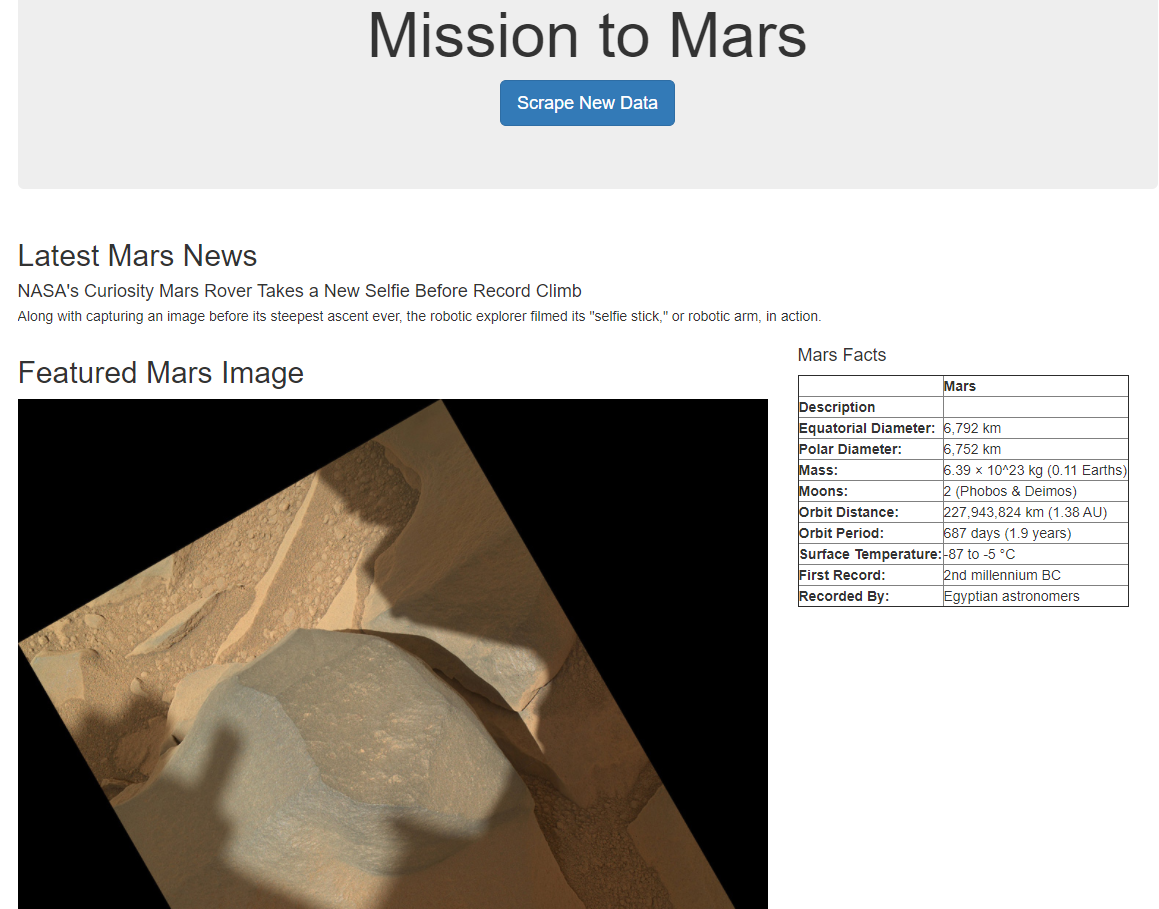 Mission to Mars
Scrape New Data
Latest Mars News
NASA's Curiosity Mars Rover Takes a New Selfie Before Record Climb
Along with capturing an image before its steepest ascent ever, the robotic explorer filmed its "selfie stick," or robotic arm, in action.
Featured Mars Image
Mars Facts
Mars
Description
Equatorial Diameter: 6,792 km
Polar Diameter: 6,752 km
Mass: 6.39 × 10^23 kg (0.11 Earths)
Moons: 2 (Phobos & Deimos)
Orbit Distance: 227,943,824 km (1.38 AU)
Orbit Period: 687 days (1.9 years)
Surface Temperature: -87 to -5 °C
First Record: 2nd millennium BC
Recorded By: Egyptian astronomers